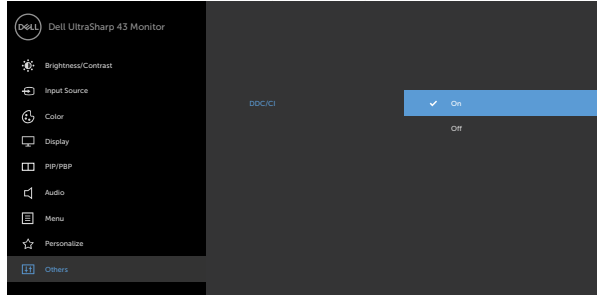 DELL Dell UltraSharp 43 Monitor
Brightness/Contrast
Input Source
Color
Display
PIP/PBP
Audio
Menu
Personalize
Others
DDC/CI
On
Off